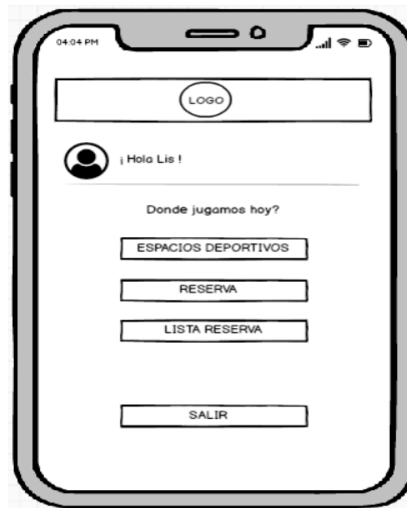 04:04 PM
LOGO
¡ Hola Lis !
Donde jugamos hoy?
ESPACIOS DEPORTIVOS
RESERVA
LISTA RESERVA
SALIR